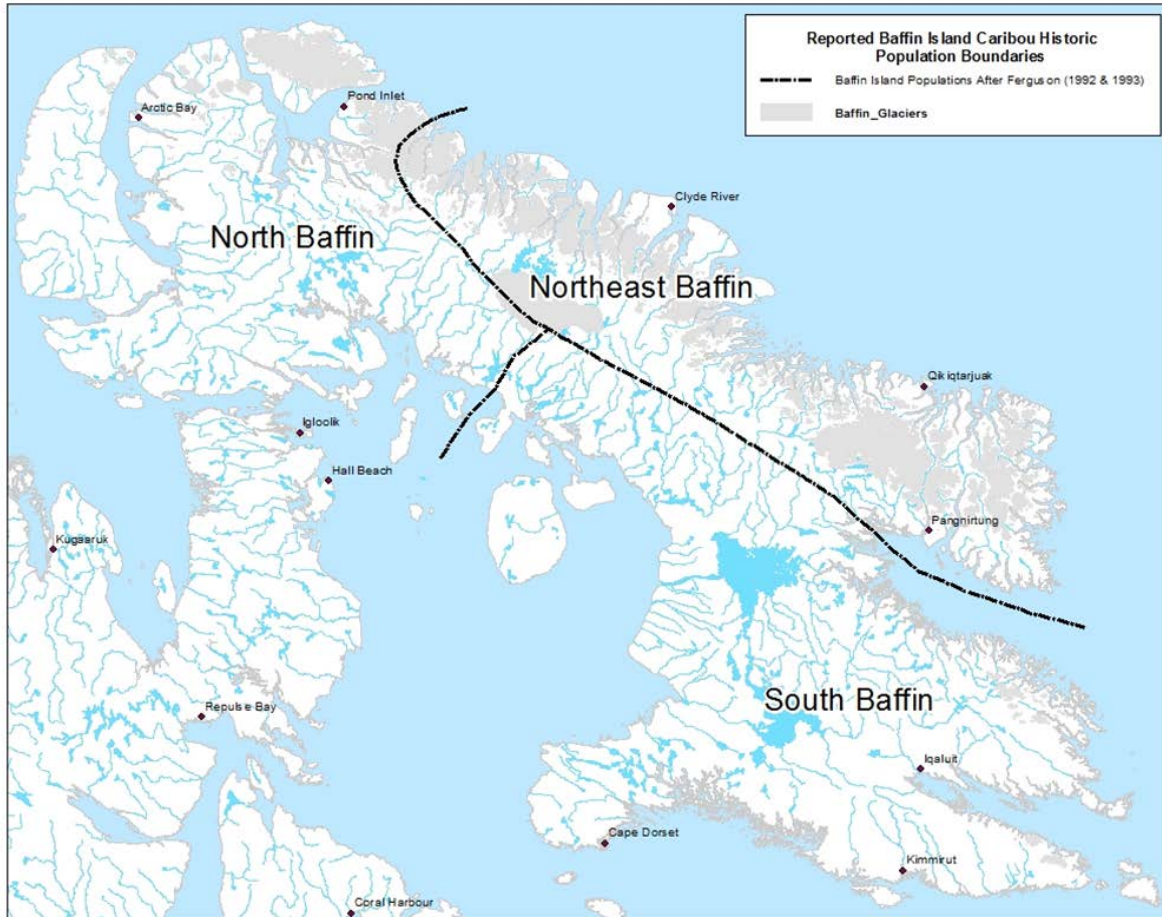 Reported Baffin Island Caribou Historic
Population Boundaries
Baffin Island Populations After Ferguson (1992 & 1993)
Baffin_Glaciers
Pond Inlet
Arctic Bay
Clyde River
North Baffin
Northeast Baffin
Qikiqtarjuak
Igloolik
Hall Beach
Pangnirtung
Kugaaruk
South Baffin
Repulse Bay
Iqaluit
Cape Dorset
Kimmirut
Coral Harbour